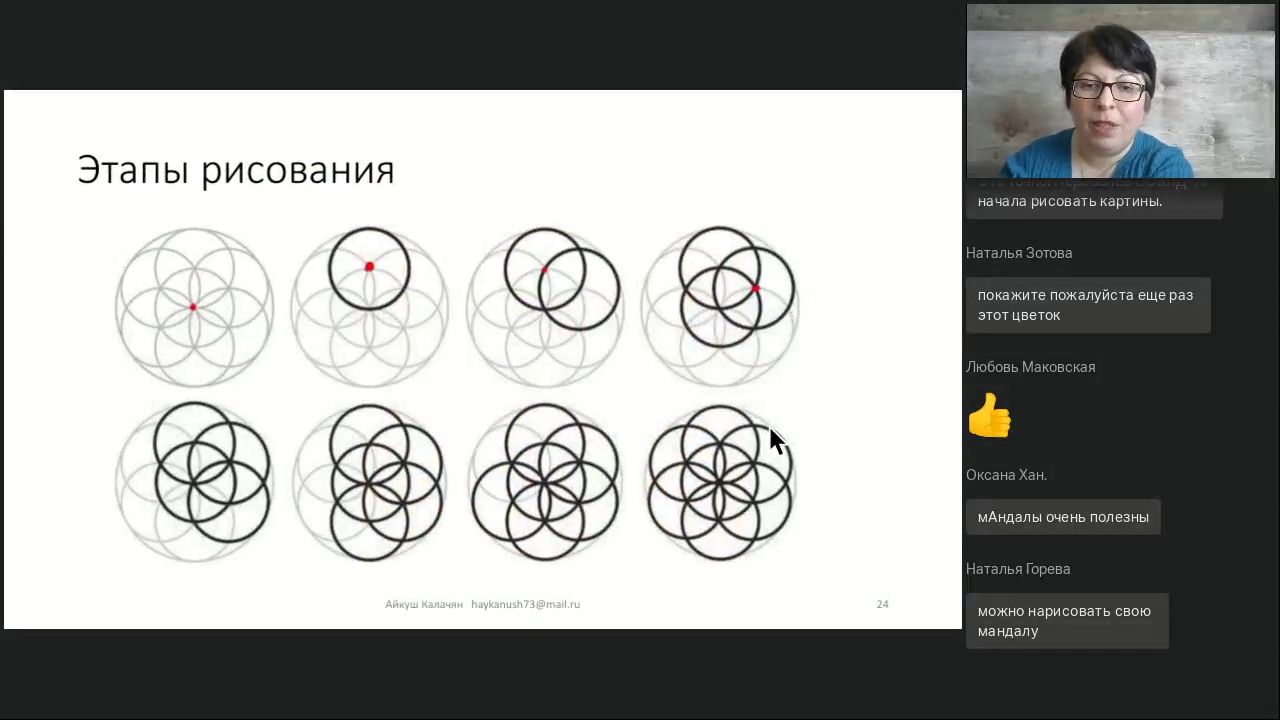 Этапы рисования
Айкуш Калачян haykanush73@mail.ru
24
начала рисовать картины.
Наталья Зотова
покажите пожалуйста еще раз
этот цветок
Любовь Маковская
Оксана Хан.
мАндалы очень полезны
Наталья Горева
можно нарисовать свою
мандалу